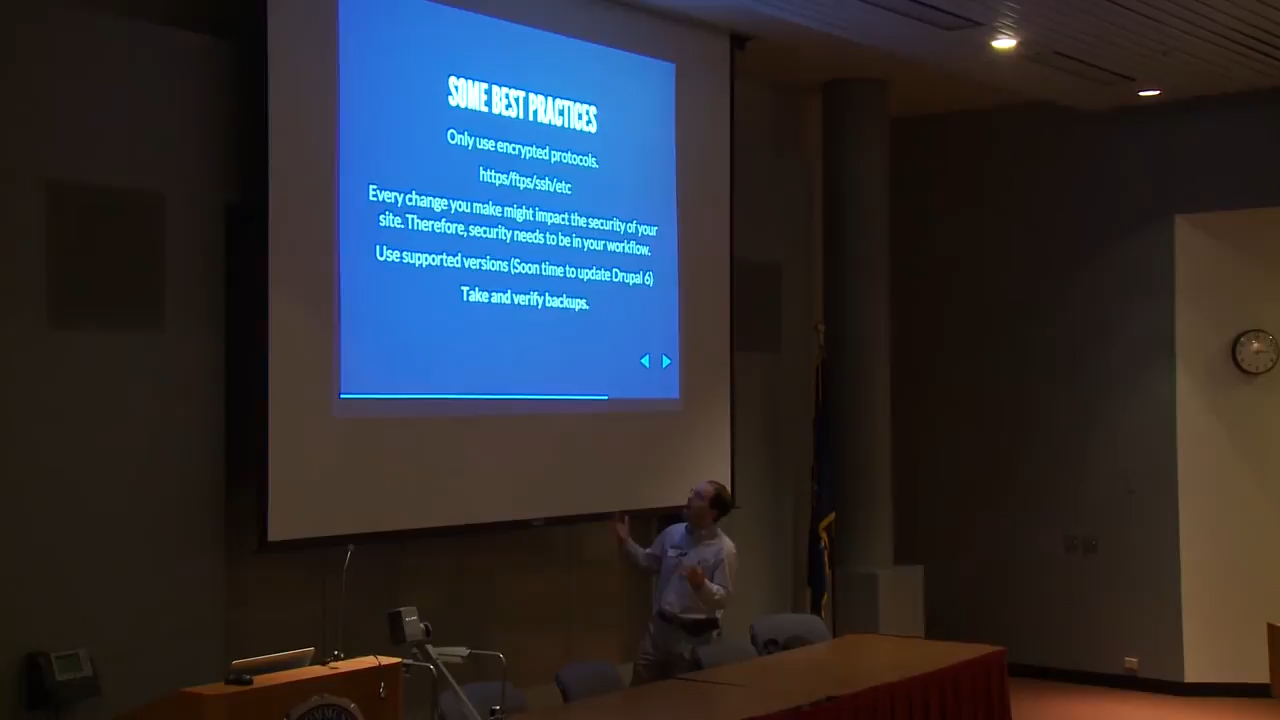 SOME BEST PRACTICES
Only use encrypted protocols.
https/ftps/ssh/etc
Every change you make might impact the security of your
site. Therefore, security needs to be in your workflow.
Use supported versions (Soon time to update Drupal 6)
Take and verify backups.